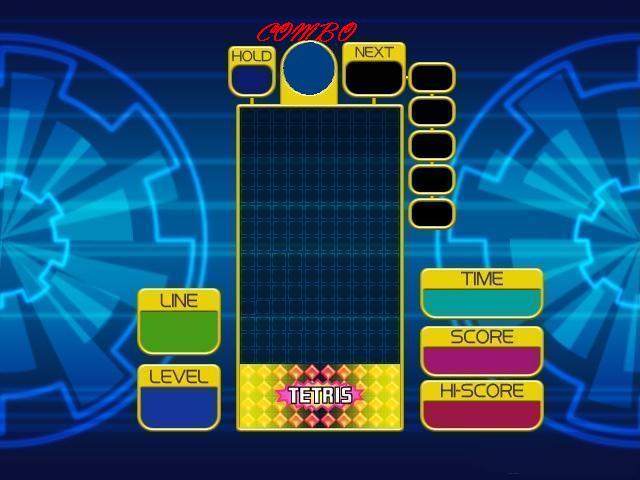 COMBO
HOLD
NEXT
TIME
LINE
SCORE
LEVEL
HI-SCORE
TETRIS